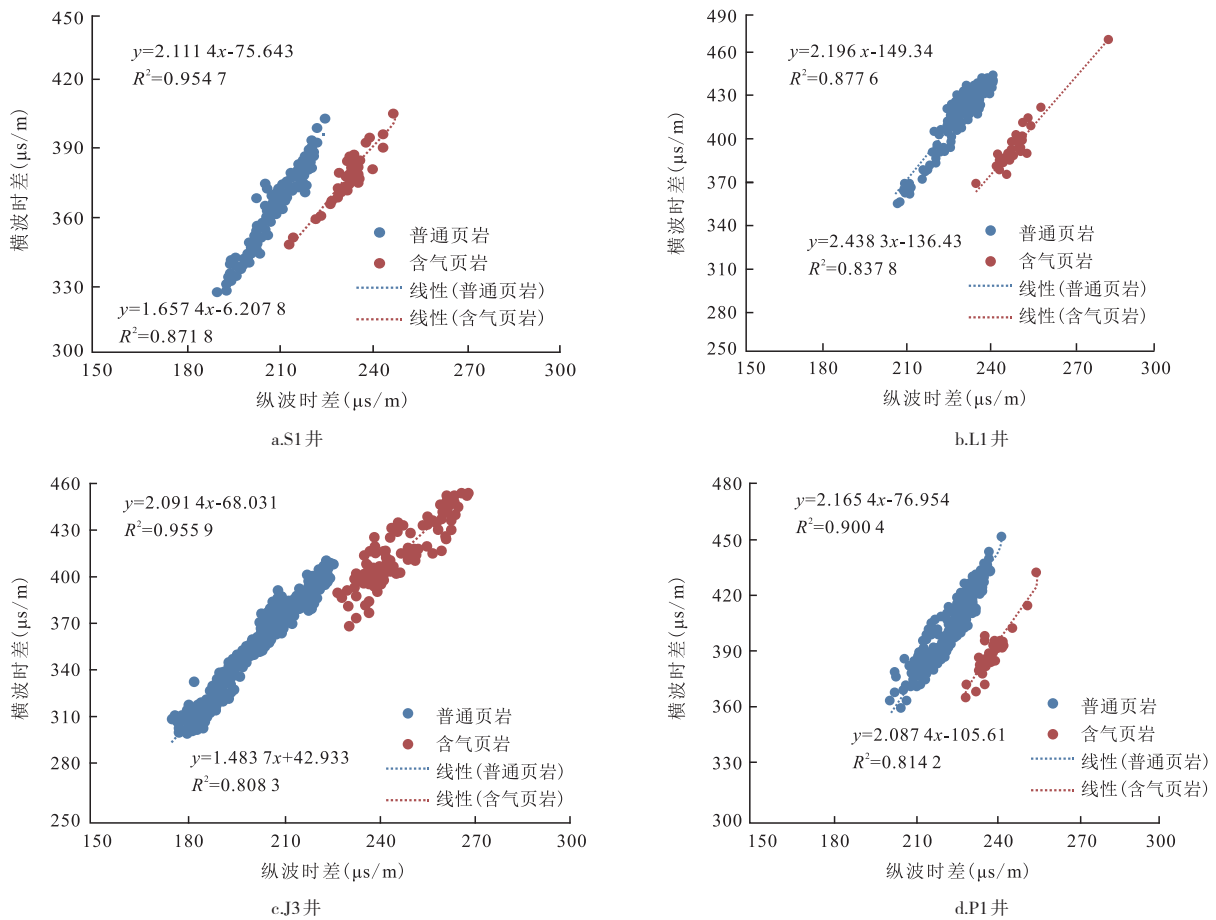 450
420
390
360
330
300
横波时差(μs/m)
y=2.111 4x-75.643
R²=0.954 7
y=1.657 4x-6.207 8
R²=0.871 8
普通页岩
含气页岩
线性(普通页岩)
线性(含气页岩)
150 180 210 240 270 300
纵波时差(μs/m)
a.S1井
490
470
430
400
370
340
310
280
250
横波时差(μs/m)
y=2.196 x-149.34
R²=0.877 6
y=2.438 3x-136.43
R²=0.837 8
普通页岩
含气页岩
线性(普通页岩)
线性(含气页岩)
150 180 210 240 270 300
纵波时差(μs/m)
b.L1井
460
430
400
370
340
310
280
250
横波时差(μs/m)
y=2.091 4x-68.031
R²=0.955 9
y=1.483 7x+42.933
R²=0.808 3
普通页岩
含气页岩
线性(普通页岩)
线性(含气页岩)
150 180 210 240 270 300
纵波时差(μs/m)
c.J3井
480
450
420
390
360
330
300
横波时差(μs/m)
y=2.165 4x-76.954
R²=0.900 4
y=2.087 4x-105.61
R²=0.814 2
普通页岩
含气页岩
线性(普通页岩)
线性(含气页岩)
150 180 210 240 270 300
纵波时差(μs/m)
d.P1井